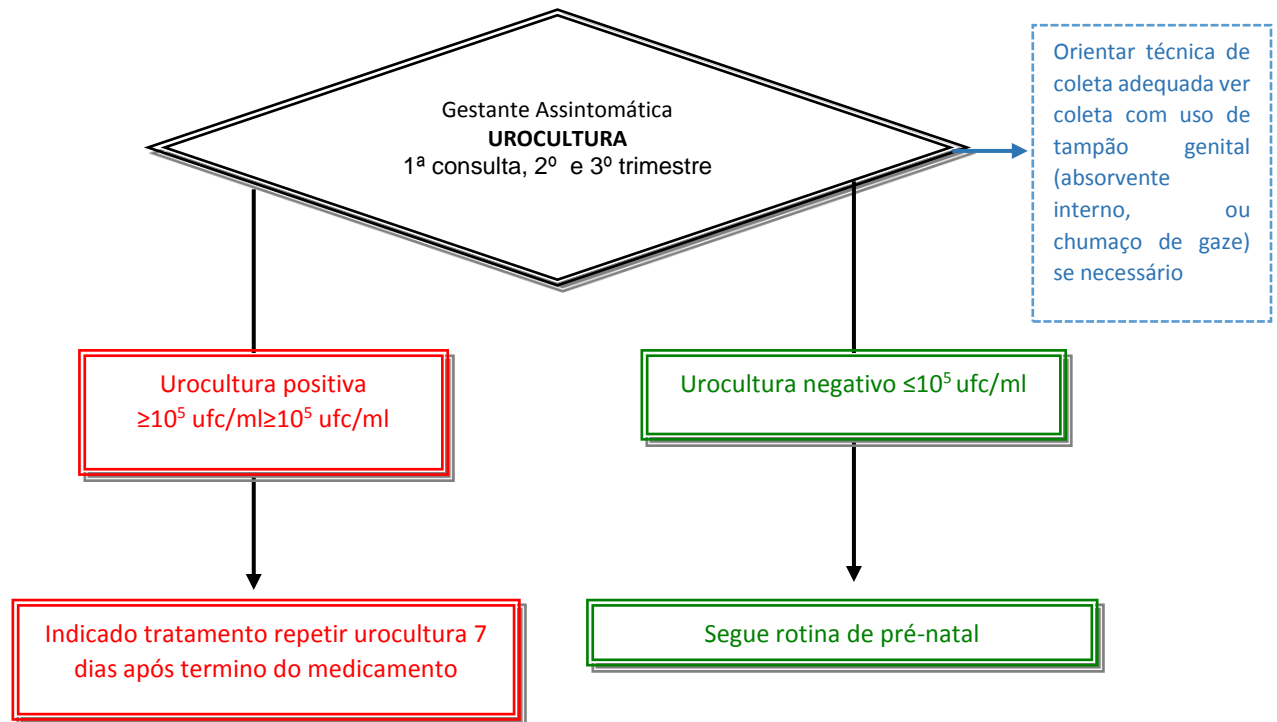 Gestante Assintomática
UROCULTURA
1ª consulta, 2º e 3º trimestre
Orientar técnica de
coleta adequada ver
coleta com uso de
tampão genital
(absorvente
interno, ou
chumaço de gaze)
se necessário
Urocultura positiva
≥10⁵ ufc/ml≥10⁵ ufc/ml
Urocultura negativo ≤10⁵ ufc/ml
Indicado tratamento repetir urocultura 7
dias após termino do medicamento
Segue rotina de pré-natal